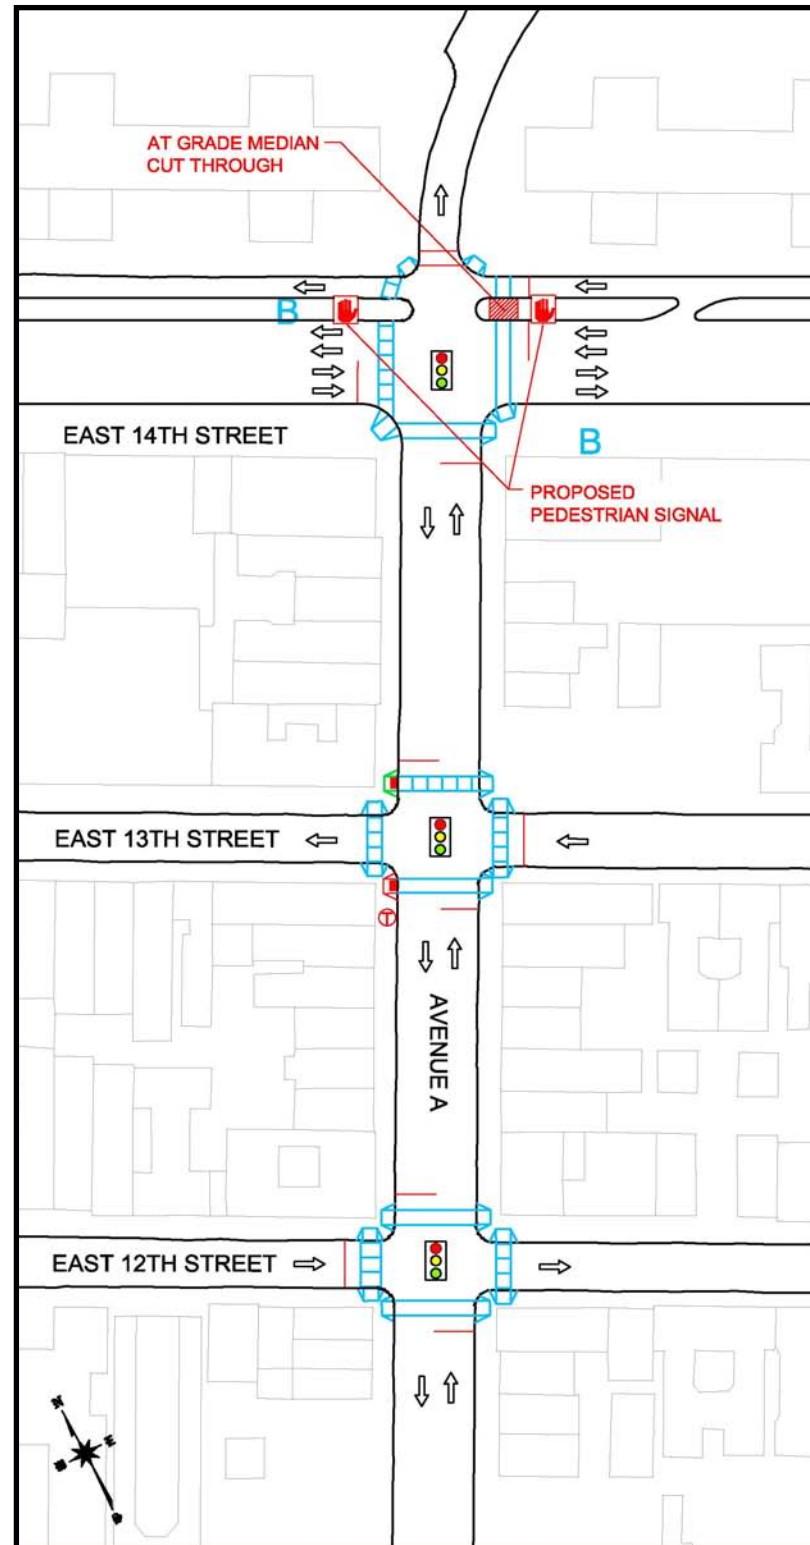 AT GRADE MEDIAN
CUT THROUGH
B
EAST 14TH STREET
B
PROPOSED
PEDESTRIAN SIGNAL
EAST 13TH STREET
T
AVENUE A
EAST 12TH STREET
N
E